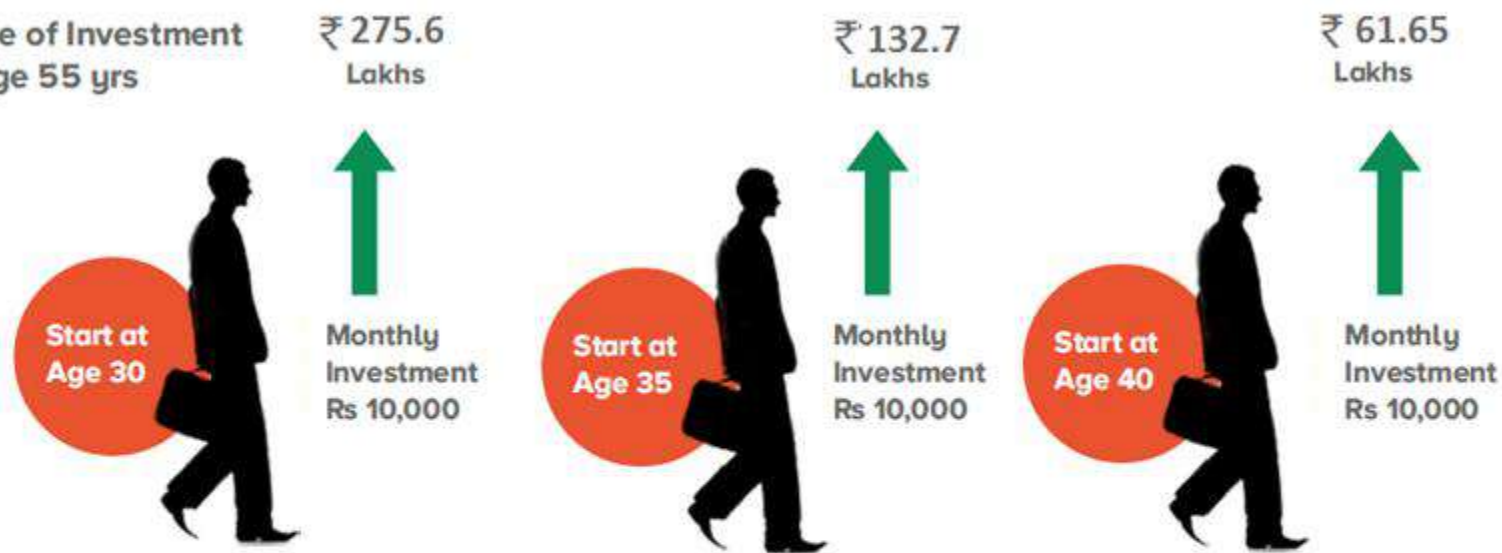 e of Investment
ge 55 yrs
₹ 275.6
Lakhs
₹ 132.7
Lakhs
₹ 61.65
Lakhs
Start at
Age 30
Monthly
Investment
Rs 10,000
Start at
Age 35
Monthly
Investment
Rs 10,000
Start at
Age 40
Monthly
Investment
Rs 10,000